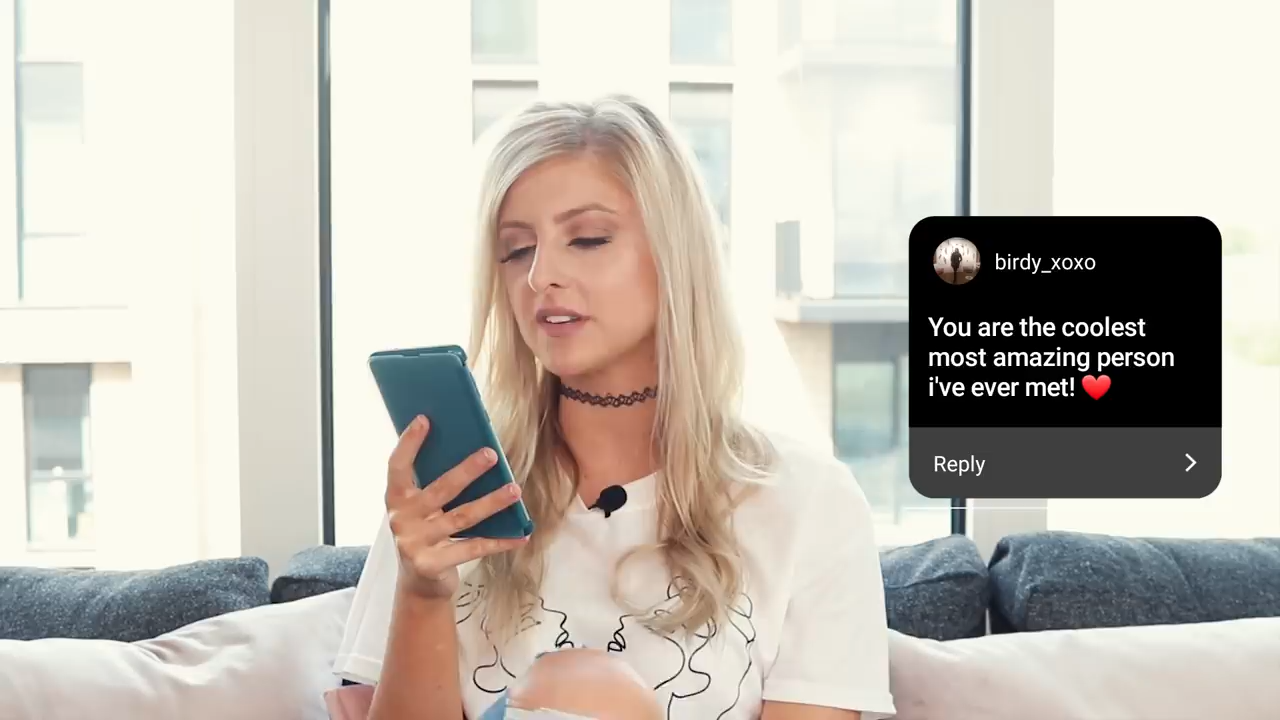 birdy_xoxo
You are the coolest
most amazing person
i've ever met! ❤️
Reply